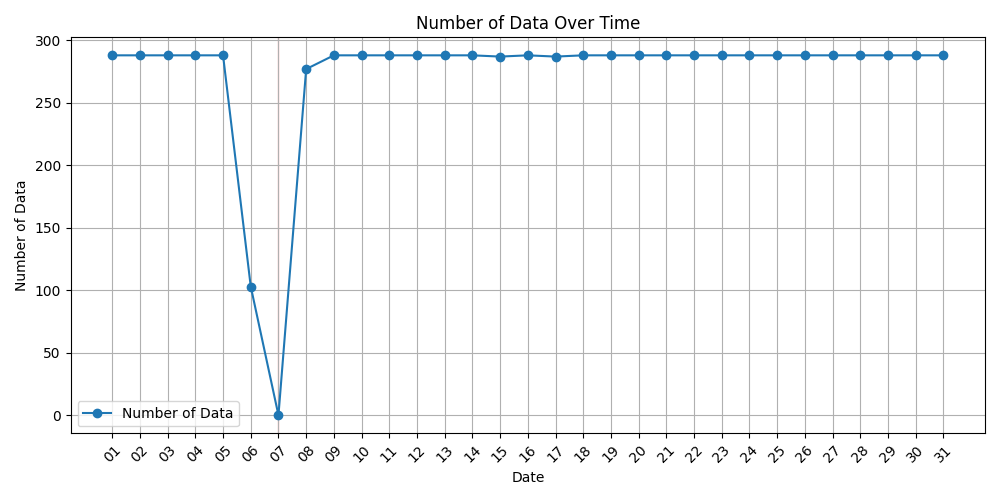 Number of Data Over Time
Number of Data
300
250
200
150
100
50
0
Number of Data
01 02 03 04 05 06 07 08 09 10 11 12 13 14 15 16 17 18 19 20 21 22 23 24 25 26 27 28 29 30 31
Date